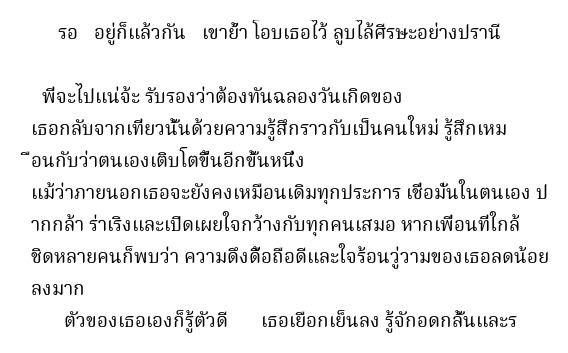 รอ อยู่ก็แล้วกัน เขาย้ำ โอบเธอไว้ ลูบไล้ศีรษะอย่างปรานี
พี่จะไปแน่จ้ะ รับรองว่าต้องทันฉลองวันเกิดของ
เธอกลับจากเที่ยวนั้นด้วยความรู้สึกราวกับเป็นคนใหม่ รู้สึกเหม
ือนกับว่าตนเองเติบโตขึ้นอีกขั้นหนึ่ง
แม้ว่าภายนอกเธอจะยังคงเหมือนเดิมทุกประการ เชื่อมั่นในตนเอง ป
ากกล้า ร่าเริงและเปิดเผยใจกว้างกับทุกคนเสมอ หากเพื่อนที่ใกล้
ชิดหลายคนก็พบว่า ความดึงดื้อถือดีและใจร้อนวู่วามของเธอลดน้อย
ลงมาก
ตัวของเธอเองก็รู้ตัวดี เธอเยือกเย็นลง รู้จักอดกลั้นและร